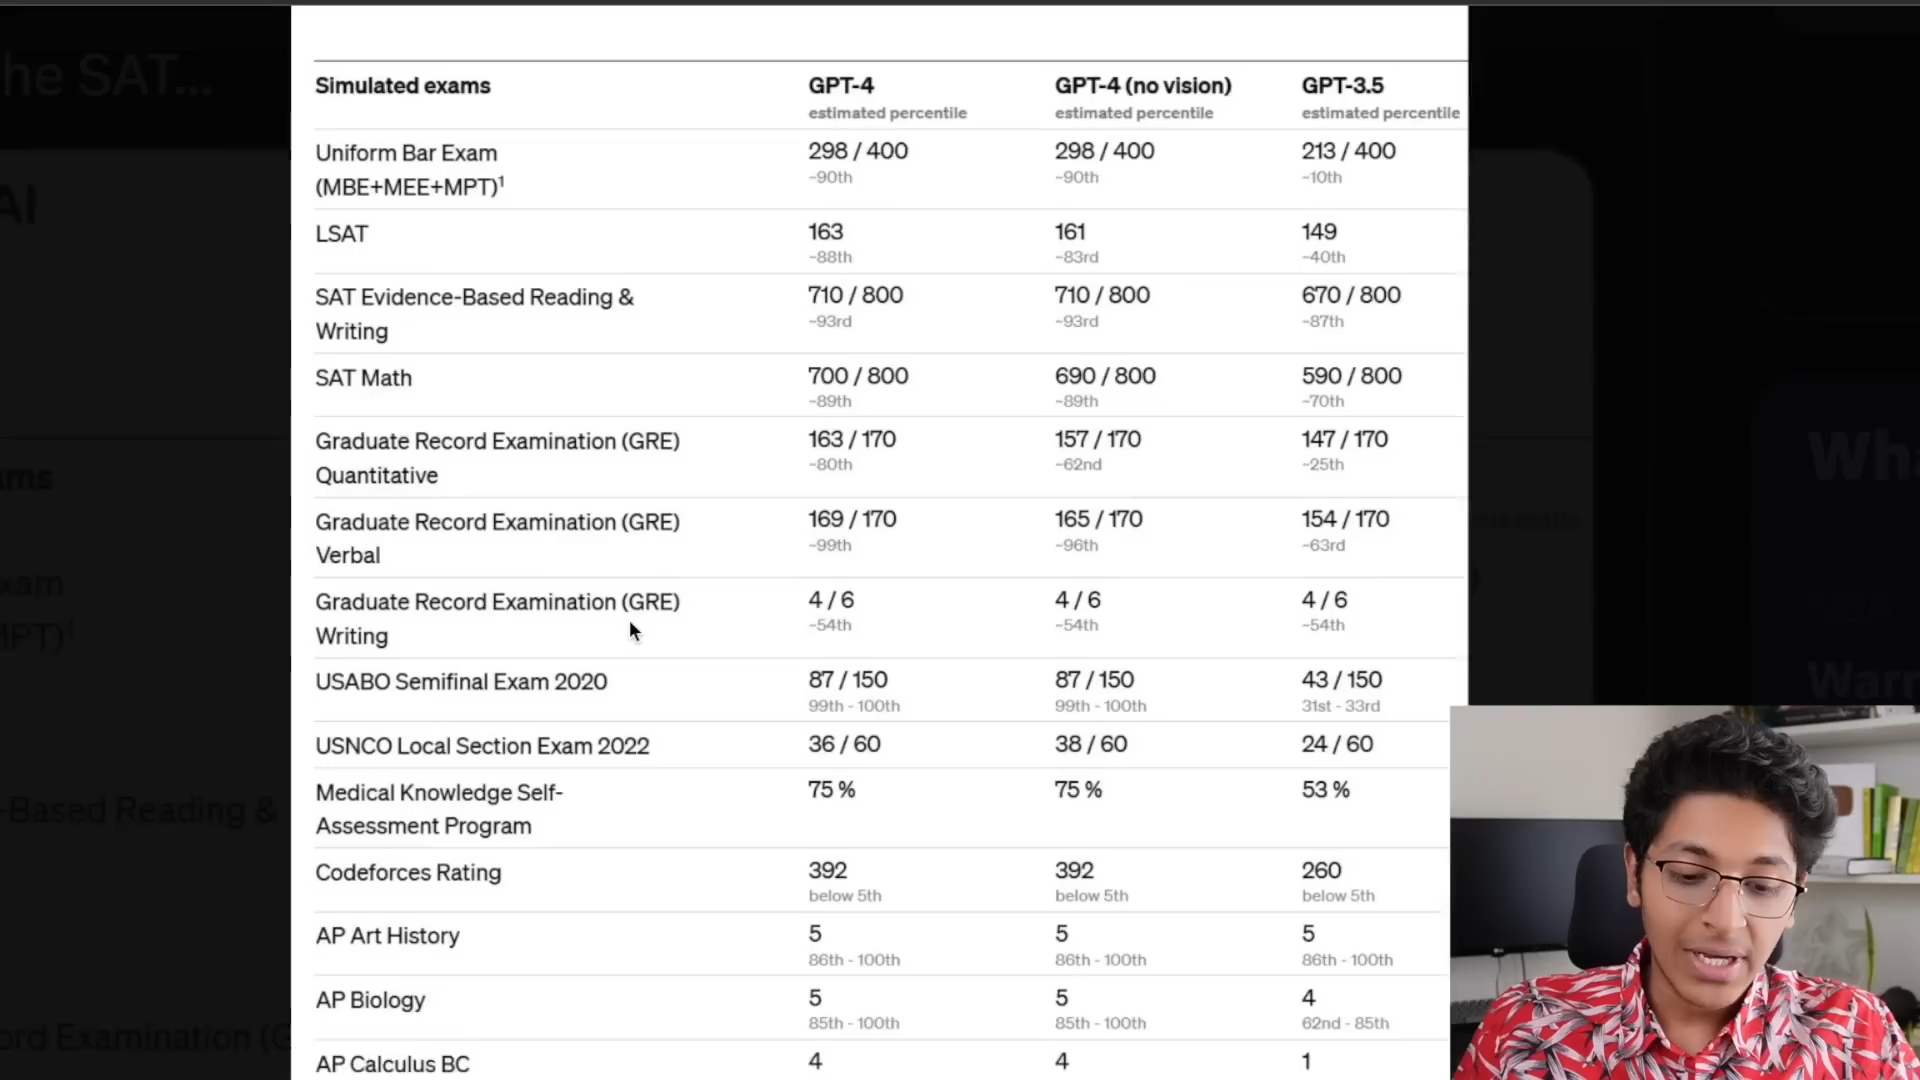 he SAT...
AI
ams
xam
MPT)¹
-Based Reading &
ord Examination (G
Wh
Warr
Simulated exams GPT-4 GPT-4 (no vision) GPT-3.5
estimated percentile estimated percentile estimated percentile
Uniform Bar Exam 298 / 400 298 / 400 213 / 400
(MBE+MEE+MPT)¹ ~90th ~90th ~10th
LSAT 163 161 149
~88th ~83rd ~40th
SAT Evidence-Based Reading & 710 / 800 710 / 800 670 / 800
Writing ~93rd ~93rd ~87th
SAT Math 700 / 800 690 / 800 590 / 800
~89th ~89th ~70th
Graduate Record Examination (GRE) 163 / 170 157 / 170 147 / 170
Quantitative ~80th ~62nd ~25th
Graduate Record Examination (GRE) 169 / 170 165 / 170 154 / 170
Verbal ~99th ~96th ~63rd
Graduate Record Examination (GRE) 4 / 6 4 / 6 4 / 6
Writing ~54th ~54th ~54th
USABO Semifinal Exam 2020 87 / 150 87 / 150 43 / 150
99th - 100th 99th - 100th 31st - 33rd
USNCO Local Section Exam 2022 36 / 60 38 / 60 24 / 60
Medical Knowledge Self- 75 % 75 % 53 %
Assessment Program
Codeforces Rating 392 392 260
below 5th below 5th below 5th
AP Art History 5 5 5
86th - 100th 86th - 100th 86th - 100th
AP Biology 5 5 4
85th - 100th 85th - 100th 62nd - 85th
AP Calculus BC 4 4 1